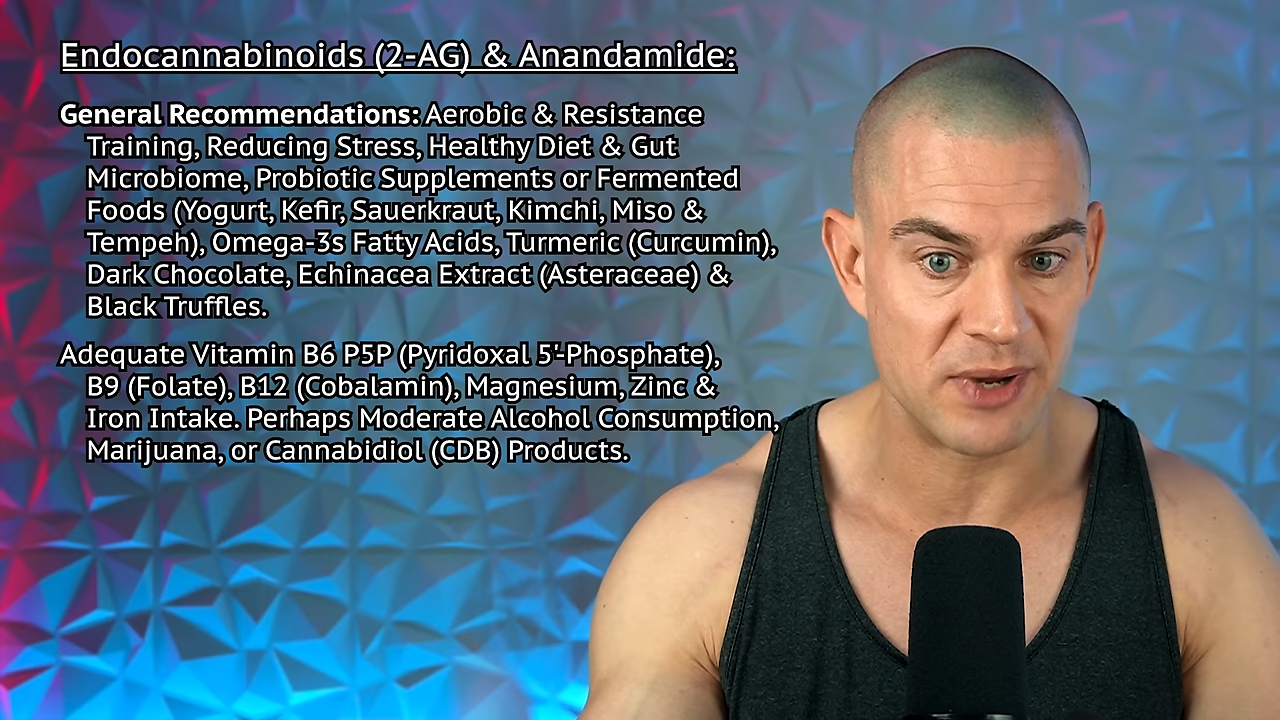 Endocannabinoids (2-AG) & Anandamide:
General Recommendations: Aerobic & Resistance
Training, Reducing Stress, Healthy Diet & Gut
Microbiome, Probiotic Supplements or Fermented
Foods (Yogurt, Kefir, Sauerkraut, Kimchi, Miso &
Tempeh), Omega-3s Fatty Acids, Turmeric (Curcumin),
Dark Chocolate, Echinacea Extract (Asteraceae) &
Black Truffles.
Adequate Vitamin B6 P5P (Pyridoxal 5'-Phosphate),
B9 (Folate), B12 (Cobalamin), Magnesium, Zinc &
Iron Intake. Perhaps Moderate Alcohol Consumption,
Marijuana, or Cannabidiol (CDB) Products.